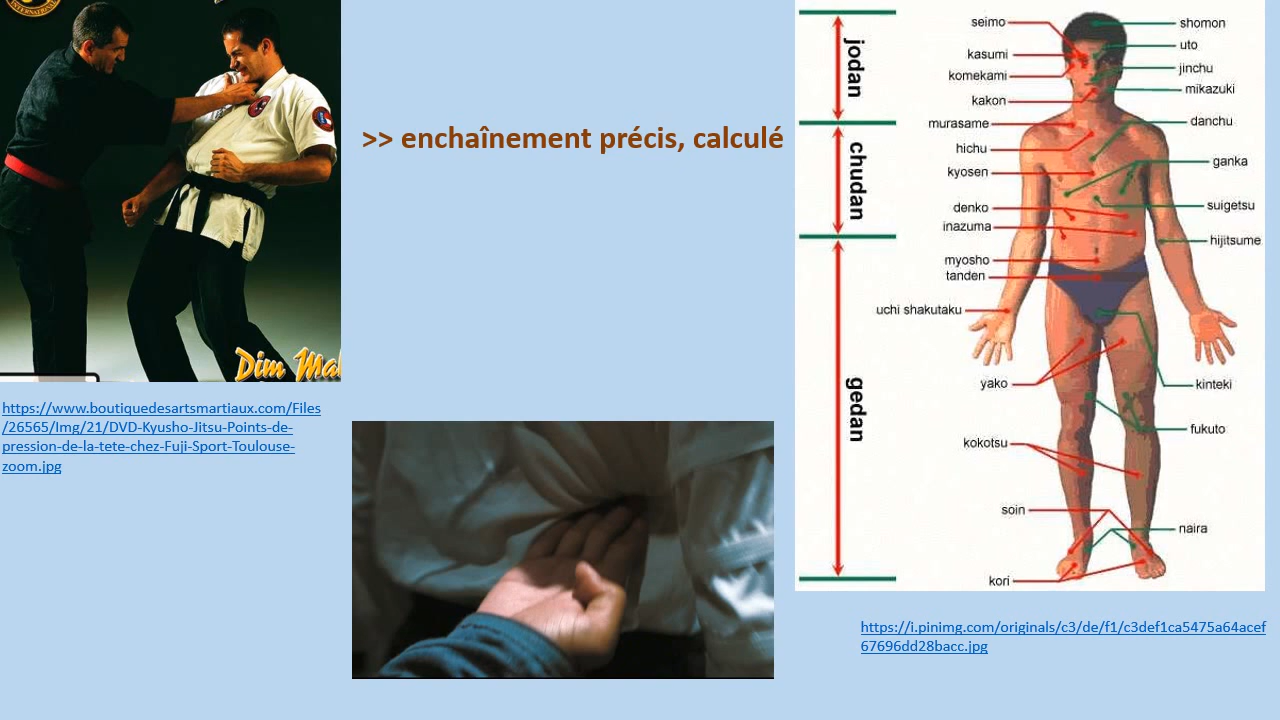 INTERNATIONAL
Dim Ma
https://www.boutiquedesartsmartiaux.com/Files
/26565/Img/21/DVD-Kyusho-Jitsu-Points-de-
pression-de-la-tete-chez-Fuji-Sport-Toulouse-
zoom.jpg
>> enchaînement précis, calculé
jodan
chudan
gedan
seimo
kasumi
komekami
kakon
murasame
hichu
kyosen
denko
inazuma
myosho
tanden
uchi shakutaku
yako
kokotsu
soin
kori
shomon
uto
jinchu
mikazuki
danchu
ganka
suigetsu
hijitsume
kinteki
fukuto
naira
https://i.pinimg.com/originals/c3/de/f1/c3def1ca5475a64acef
67696dd28bacc.jpg